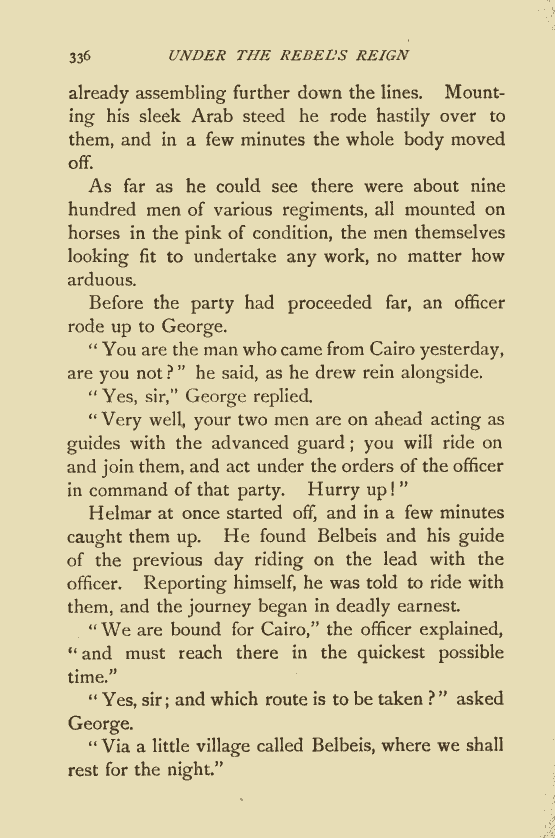 336 UNDER THE REBEL'S REIGN
already assembling further down the lines. Mount-
ing his sleek Arab steed he rode hastily over to
them, and in a few minutes the whole body moved
off.
As far as he could see there were about nine
hundred men of various regiments, all mounted on
horses in the pink of condition, the men themselves
looking fit to undertake any work, no matter how
arduous.
Before the party had proceeded far, an officer
rode up to George.
"You are the man who came from Cairo yesterday,
are you not?" he said, as he drew rein alongside.
"Yes, sir," George replied.
"Very well, your two men are on ahead acting as
guides with the advanced guard; you will ride on
and join them, and act under the orders of the officer
in command of that party. Hurry up!"
Helmar at once started off, and in a few minutes
caught them up. He found Belbeis and his guide
of the previous day riding on the lead with the
officer. Reporting himself, he was told to ride with
them, and the journey began in deadly earnest.
"We are bound for Cairo," the officer explained,
"and must reach there in the quickest possible
time."
"Yes, sir; and which route is to be taken?" asked
George.
"Via a little village called Belbeis, where we shall
rest for the night."